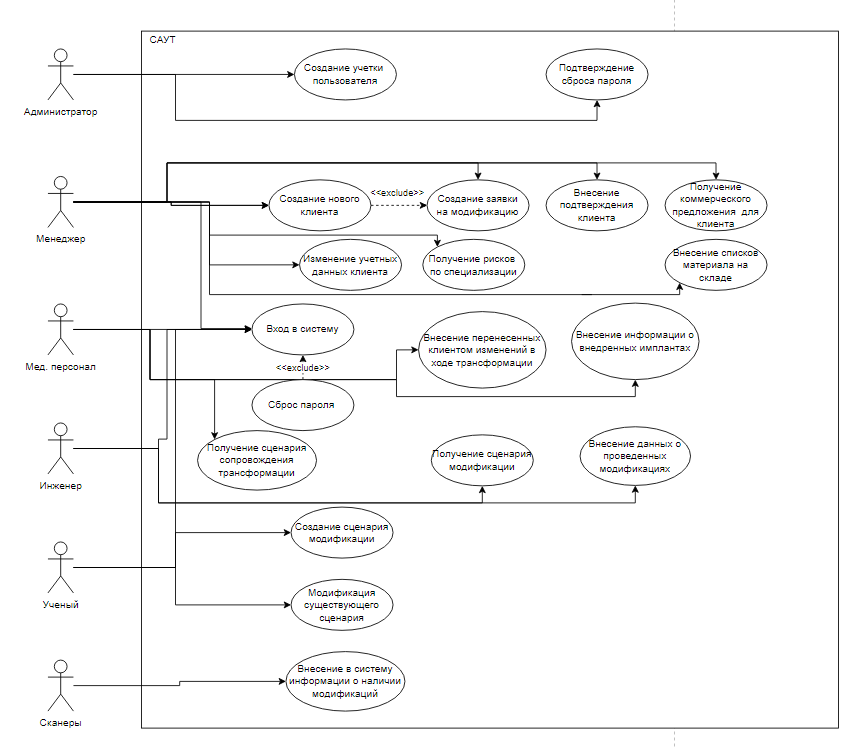 САУТ
Создание учетки
пользователя
Подтверждение
сброса пароля
Администратор
Создание нового
клиента
<<exclude>>
Создание заявки
на модификацию
Внесение
подтверждения
клиента
Получение
коммерческого
предложения для
клиента
Менеджер
Изменение учетных
данных клиента
Получение рисков
по специализации
Внесение списков
материала на
складе
Вход в систему
Внесение перенесенных
клиентом изменений в
ходе трансформации
Внесение информации о
внедренных имплантах
Мед. персонал
<<exclude>>
Сброс пароля
Получение сценария
сопровождения
трансформации
Получение сценария
модификации
Внесение данных о
проведенных
модификациях
Инженер
Создание сценария
модификации
Ученый
Модификация
существующего
сценария
Внесение в систему
информации о наличии
модификаций
Сканеры